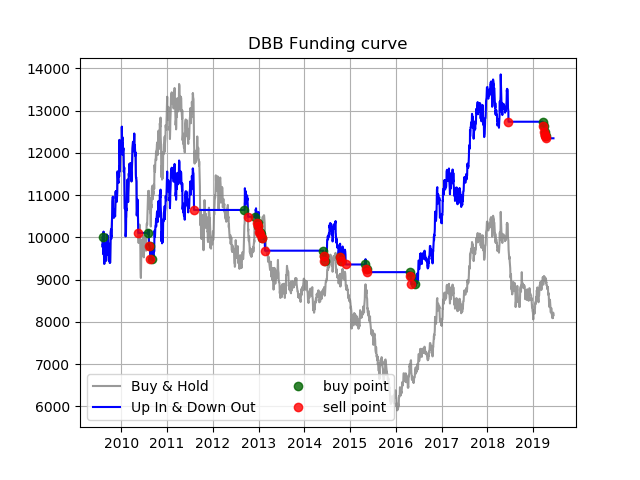 DBB Funding curve
14000
13000
12000
11000
10000
9000
8000
7000
6000
Buy & Hold
Up In & Down Out
buy point
sell point
2010 2011 2012 2013 2014 2015 2016 2017 2018 2019